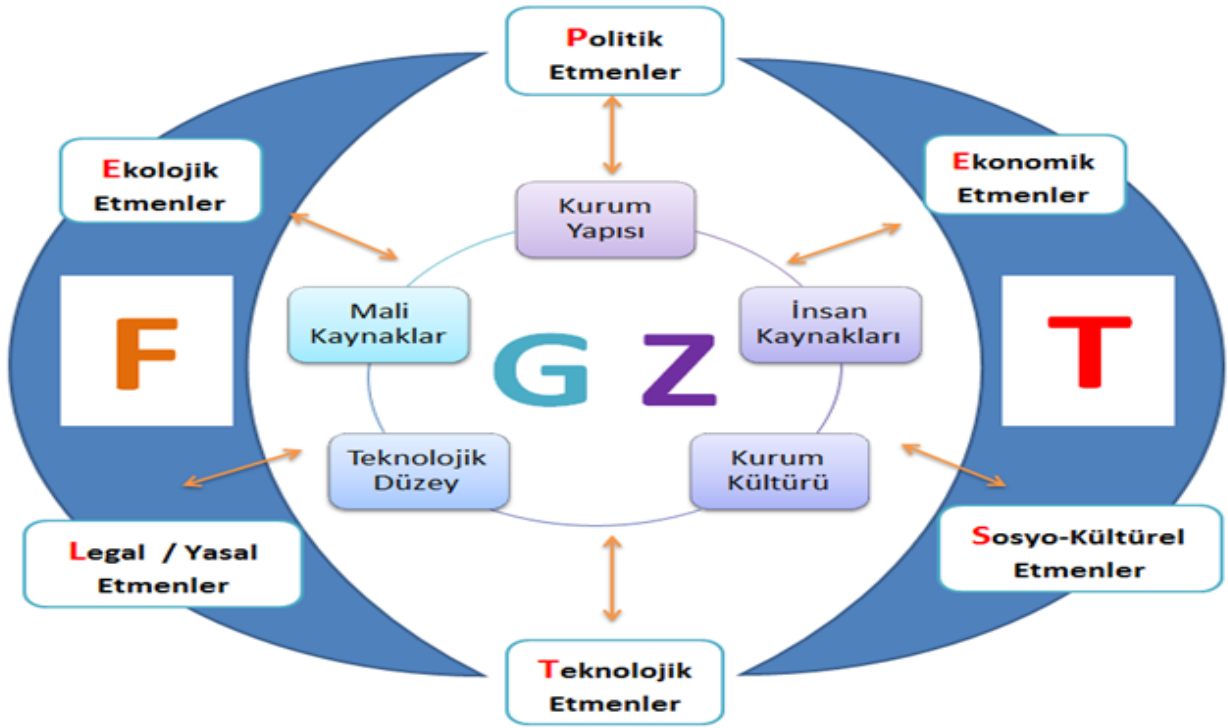 Politik
Etmenler
Ekolojik
Etmenler
Ekonomik
Etmenler
Kurum
Yapısı
Mali
Kaynaklar
İnsan
Kaynakları
F
G Z
T
Teknolojik
Düzey
Kurum
Kültürü
Legal / Yasal
Etmenler
Sosyo-Kültürel
Etmenler
Teknolojik
Etmenler